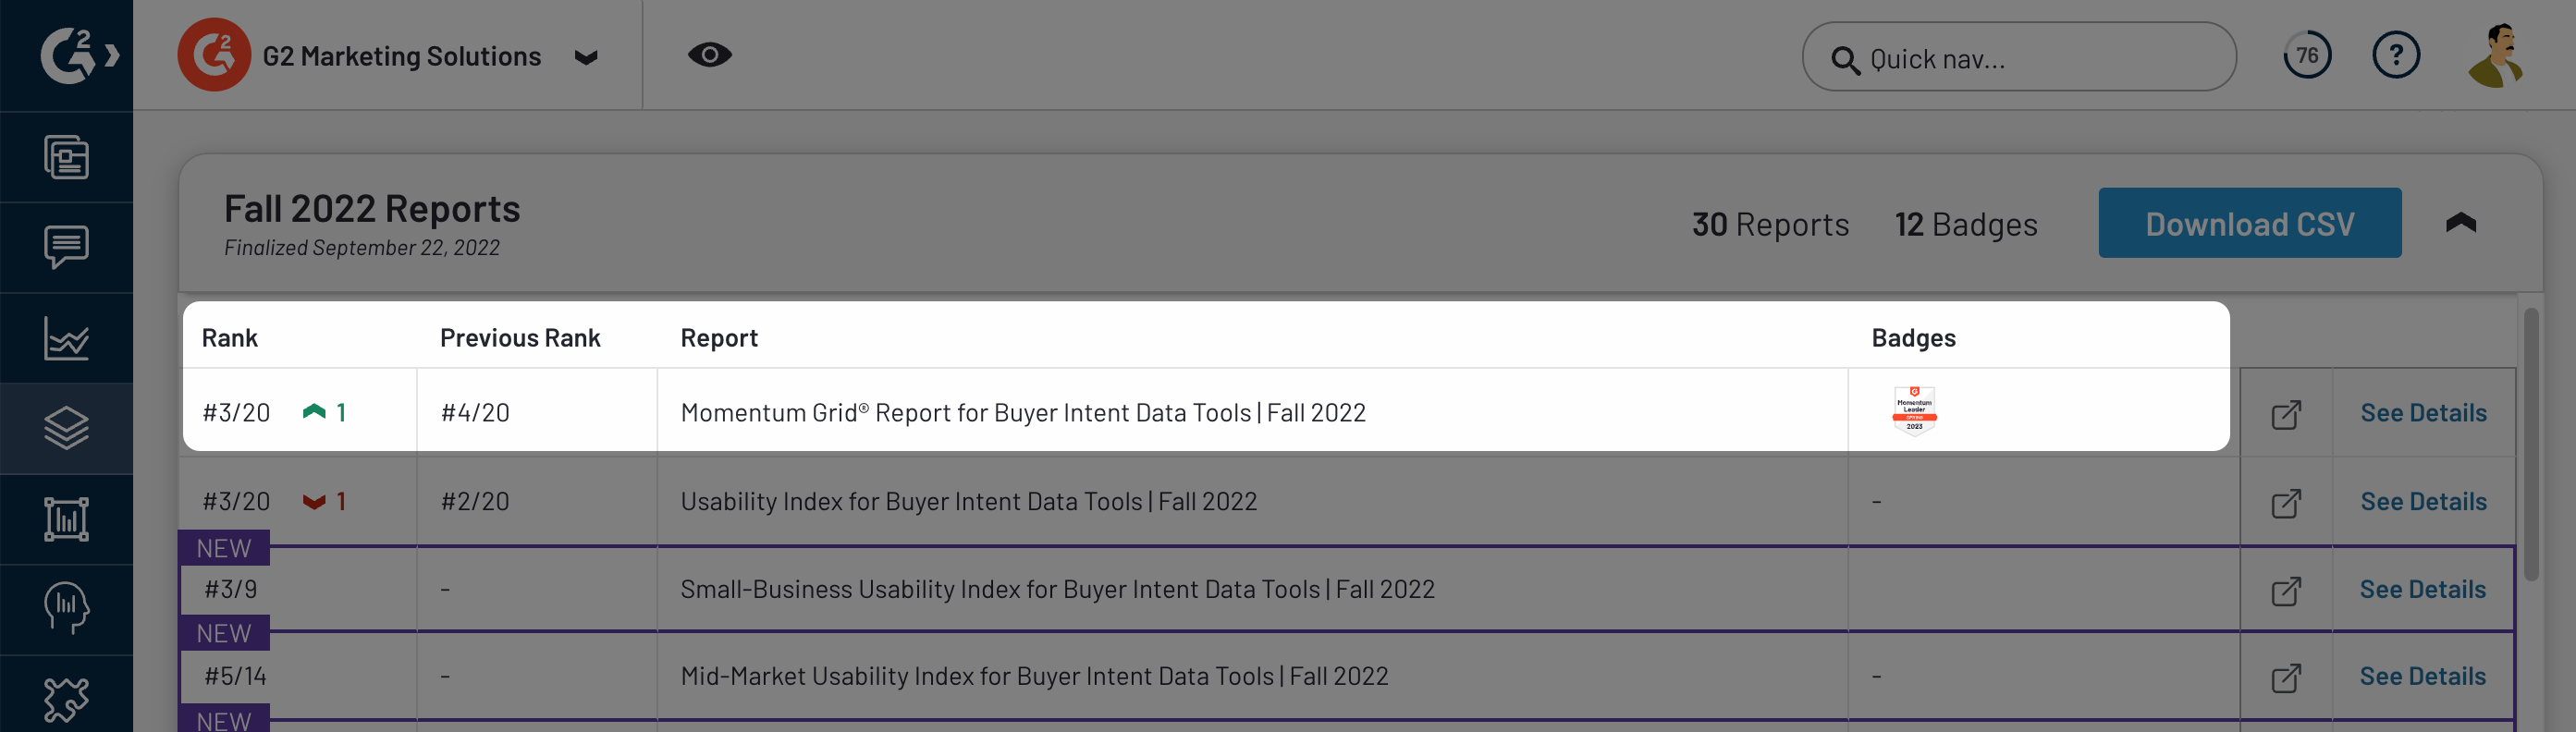 G2
G2 G2 Marketing Solutions
Quick nav...
76
?
Fall 2022 Reports
Finalized September 22, 2022
30 Reports 12 Badges Download CSV
Rank Previous Rank Report Badges
#3/20 1 #4/20 Momentum Grid® Report for Buyer Intent Data Tools | Fall 2022 See Details
G
Momentum
Leader
SPRING
2023
#3/20 1 #2/20 Usability Index for Buyer Intent Data Tools | Fall 2022 - See Details
NEW
#3/9 - Small-Business Usability Index for Buyer Intent Data Tools | Fall 2022 See Details
NEW
#5/14 - Mid-Market Usability Index for Buyer Intent Data Tools | Fall 2022 - See Details
NEW